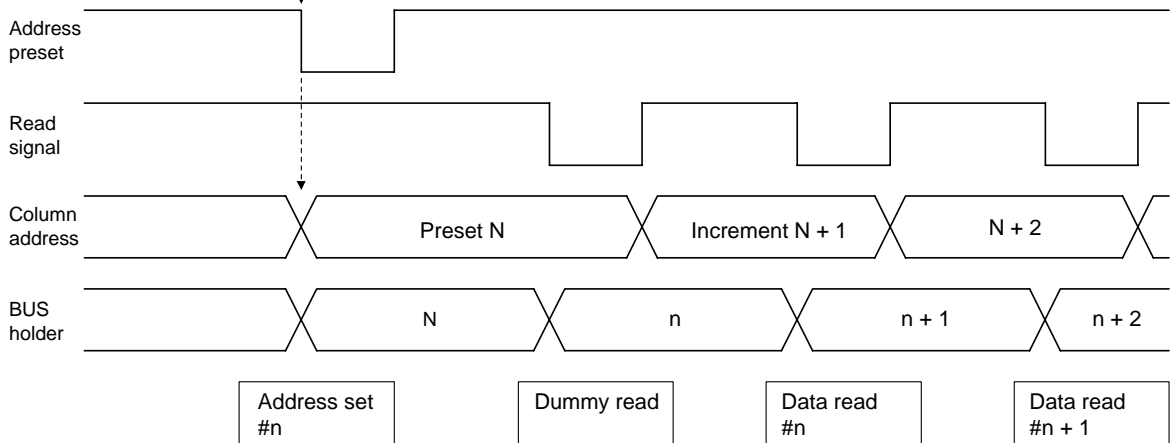 Address
preset
Read
signal
Column
address
Preset N
Increment N + 1
N + 2
BUS
holder
N
n
n + 1
n + 2
Address set
#n
Dummy read
Data read
#n
Data read
#n + 1